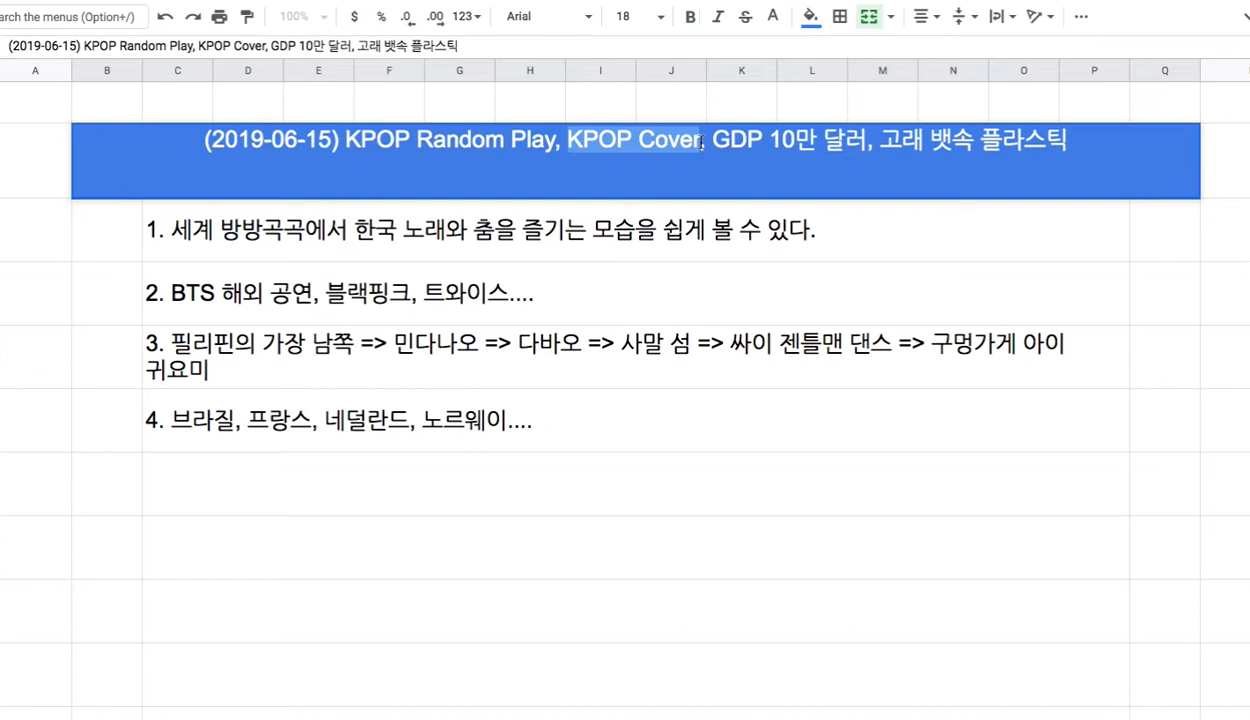 arch the menus (Option+/)
100%
$ % .0 .00 123
Arial
18
B I S A
(2019-06-15) KPOP Random Play, KPOP Cover, GDP 10만 달러, 고래 뱃속 플라스틱
A B C D E F G H I J K L M N O P Q
(2019-06-15) KPOP Random Play, KPOP Cover, GDP 10만 달러, 고래 뱃속 플라스틱
1. 세계 방방곡곡에서 한국 노래와 춤을 즐기는 모습을 쉽게 볼 수 있다.
2. BTS 해외 공연, 블랙핑크, 트와이스....
3. 필리핀의 가장 남쪽 => 민다나오 => 다바오 => 사말 섬 => 싸이 젠틀맨 댄스 => 구멍가게 아이
귀요미
4. 브라질, 프랑스, 네덜란드, 노르웨이....